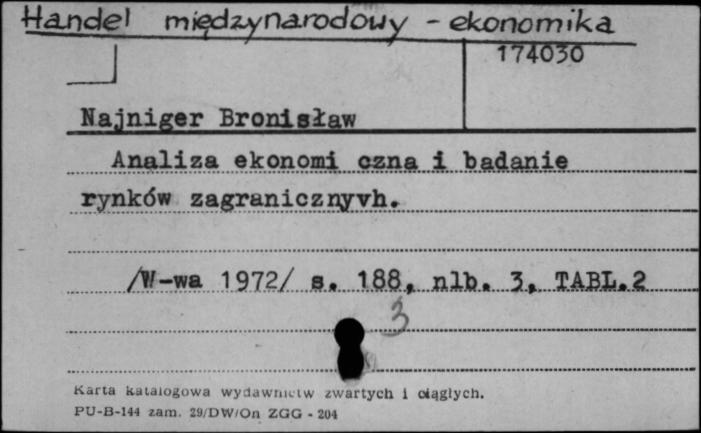 Handel międzynarodowy - ekonomika
174030
Najniger Bronisław
Analiza ekonomi czna i badanie
rynków zagranicznyvh.
/W-wa 1972/ s. 188, nlb. 3, TABL.2
3
Karta katalogowa wydawnictw zwartych i ciągłych.
PU-B-144 zam. 29/DW/On ZGG - 204